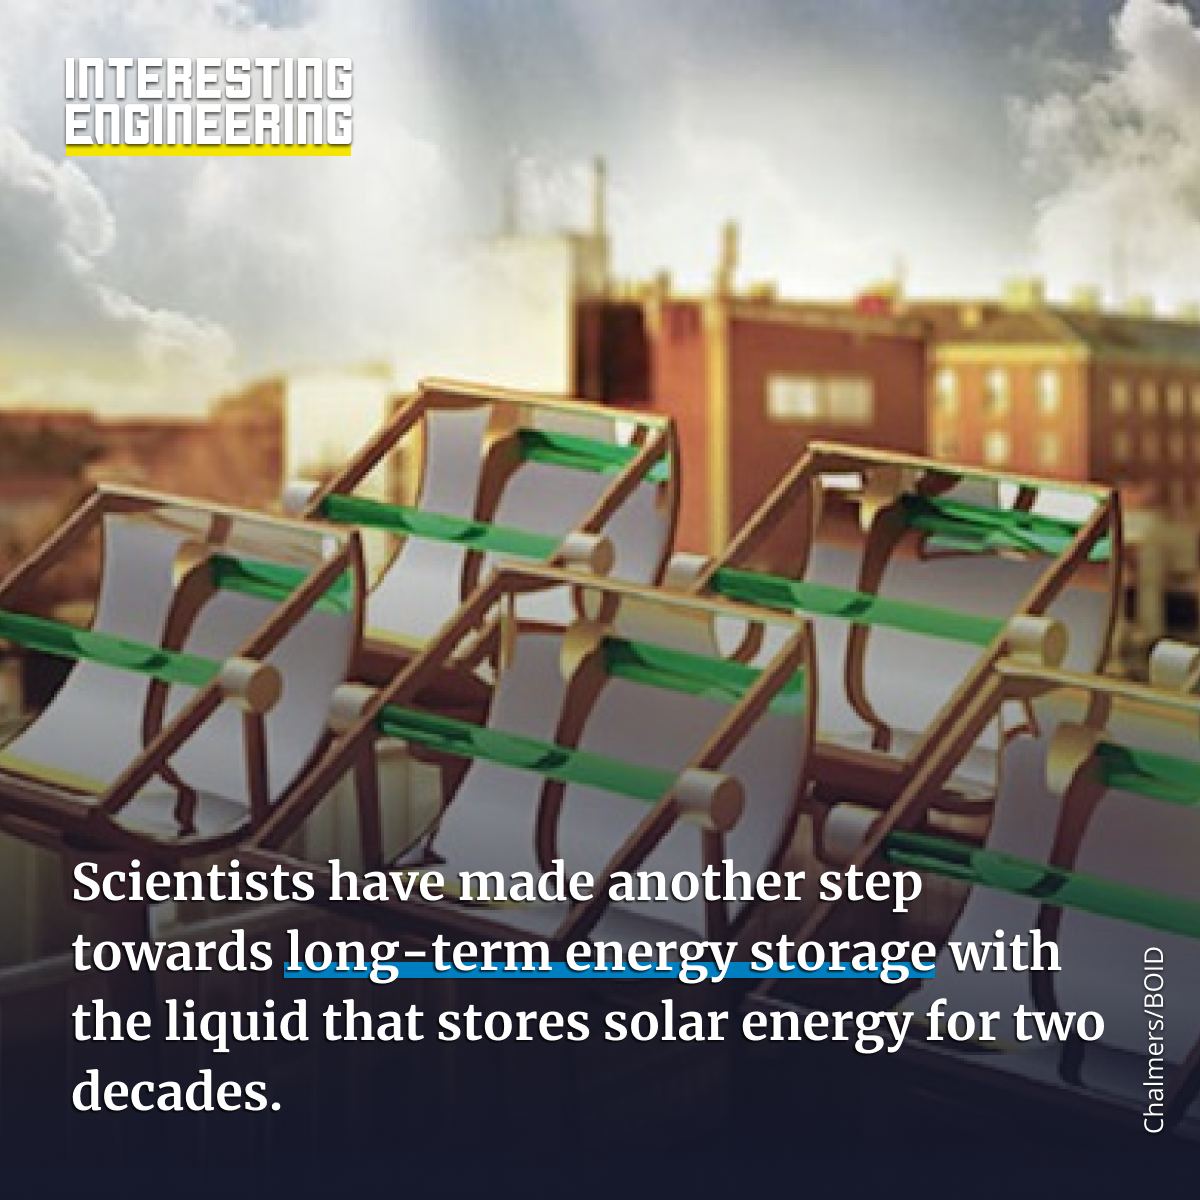 INTERESTING
ENGINEERING
Scientists have made another step
towards long-term energy storage with
the liquid that stores solar energy for two
decades.
Chalmers/BOID